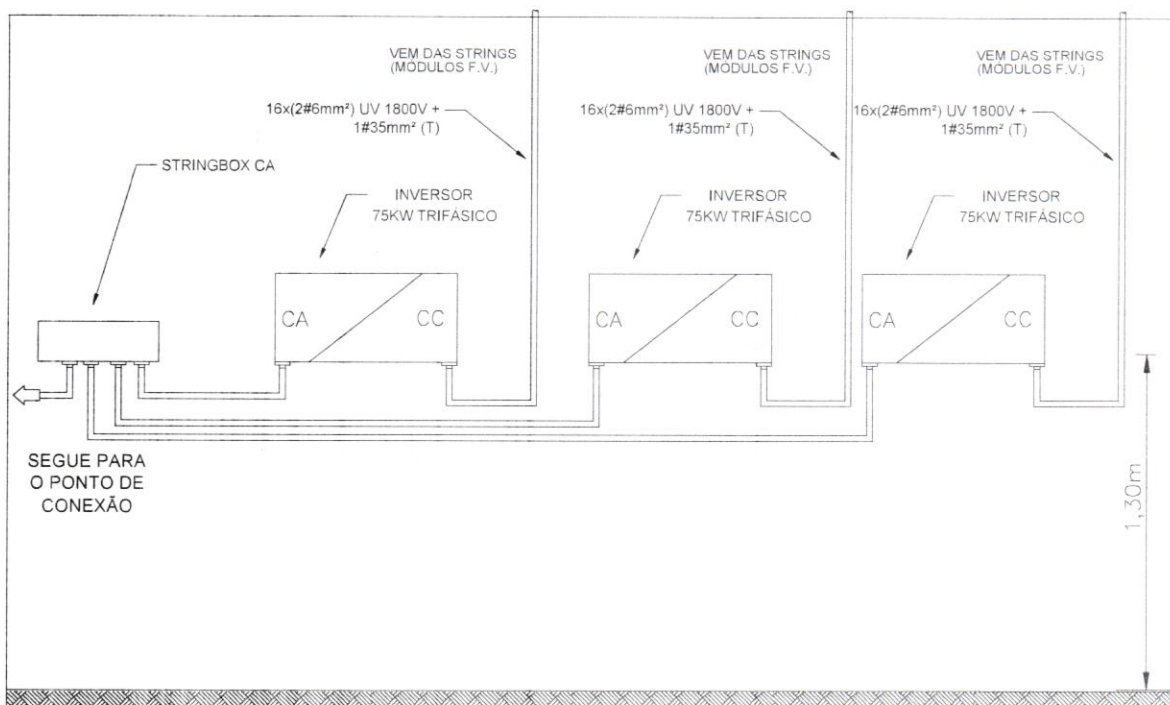 VEM DAS STRINGS
(MÓDULOS F.V.)
16x(2#6mm²) UV 1800V +
1#35mm² (T)
VEM DAS STRINGS
(MÓDULOS F.V.)
16x(2#6mm²) UV 1800V +
1#35mm² (T)
VEM DAS STRINGS
(MÓDULOS F.V.)
16x(2#6mm²) UV 1800V +
1#35mm² (T)
STRINGBOX CA
INVERSOR
75KW TRIFÁSICO
INVERSOR
75KW TRIFÁSICO
INVERSOR
75KW TRIFÁSICO
CA
CC
CA
CC
CA
CC
SEGUE PARA
O PONTO DE
CONEXÃO
1,30m